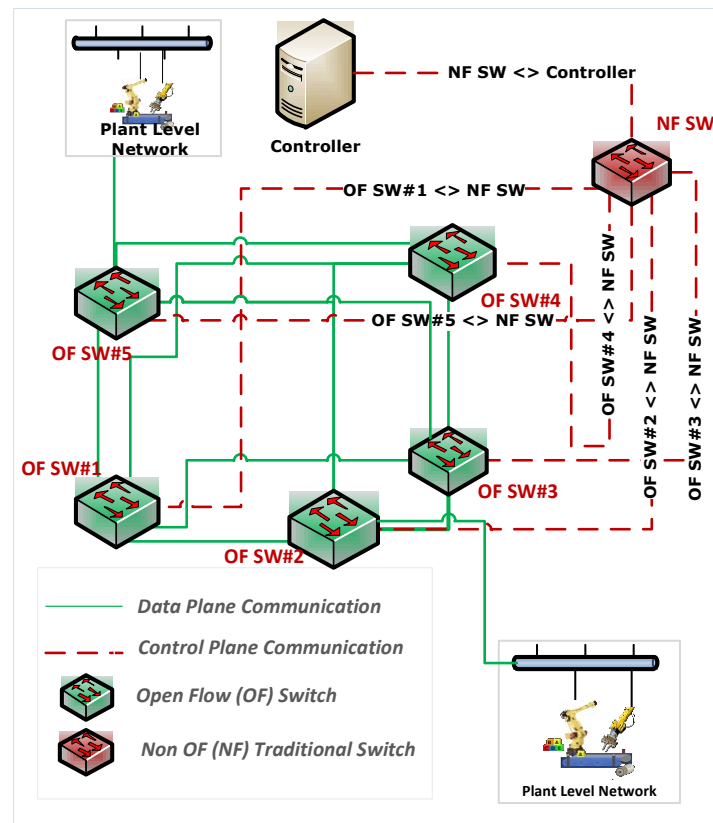 Plant Level
Network
Controller
NF SW <> Controller
NF SW
OF SW#1 <> NF SW
OF SW#4
OF SW#5 <> NF SW
OF SW#5
OF SW#4 <> NF SW
OF SW#2 <> NF SW
OF SW#3 <> NF SW
OF SW#1
OF SW#3
OF SW#2
Data Plane Communication
Control Plane Communication
Open Flow (OF) Switch
Non OF (NF) Traditional Switch
Plant Level Network